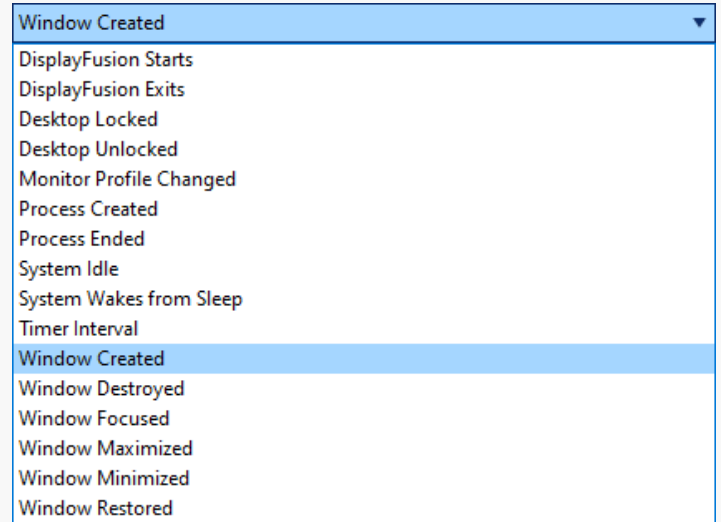 Window Created
DisplayFusion Starts
DisplayFusion Exits
Desktop Locked
Desktop Unlocked
Monitor Profile Changed
Process Created
Process Ended
System Idle
System Wakes from Sleep
Timer Interval
Window Created
Window Destroyed
Window Focused
Window Maximized
Window Minimized
Window Restored